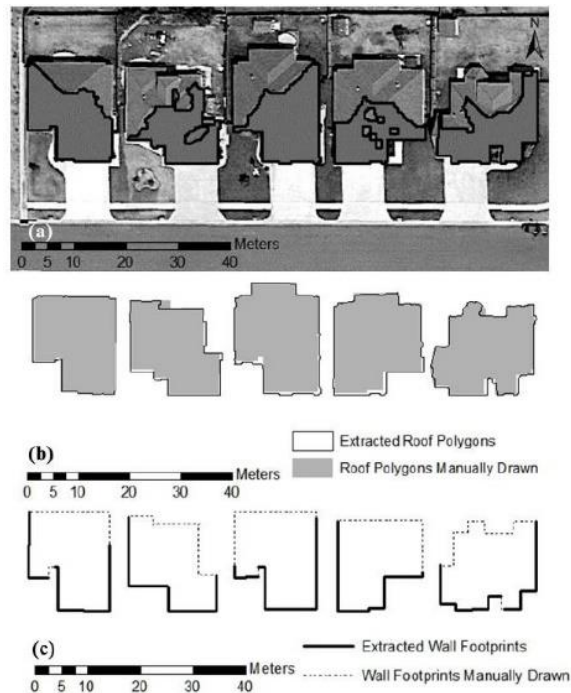 N
(a)
Meters
0 5 10 20 30 40
Extracted Roof Polygons
(b)
Roof Polygons Manually Drawn
Meters
0 5 10 20 30 40
(c)
Extracted Wall Footprints
Meters
Wall Footprints Manually Drawn
0 5 10 20 30 40